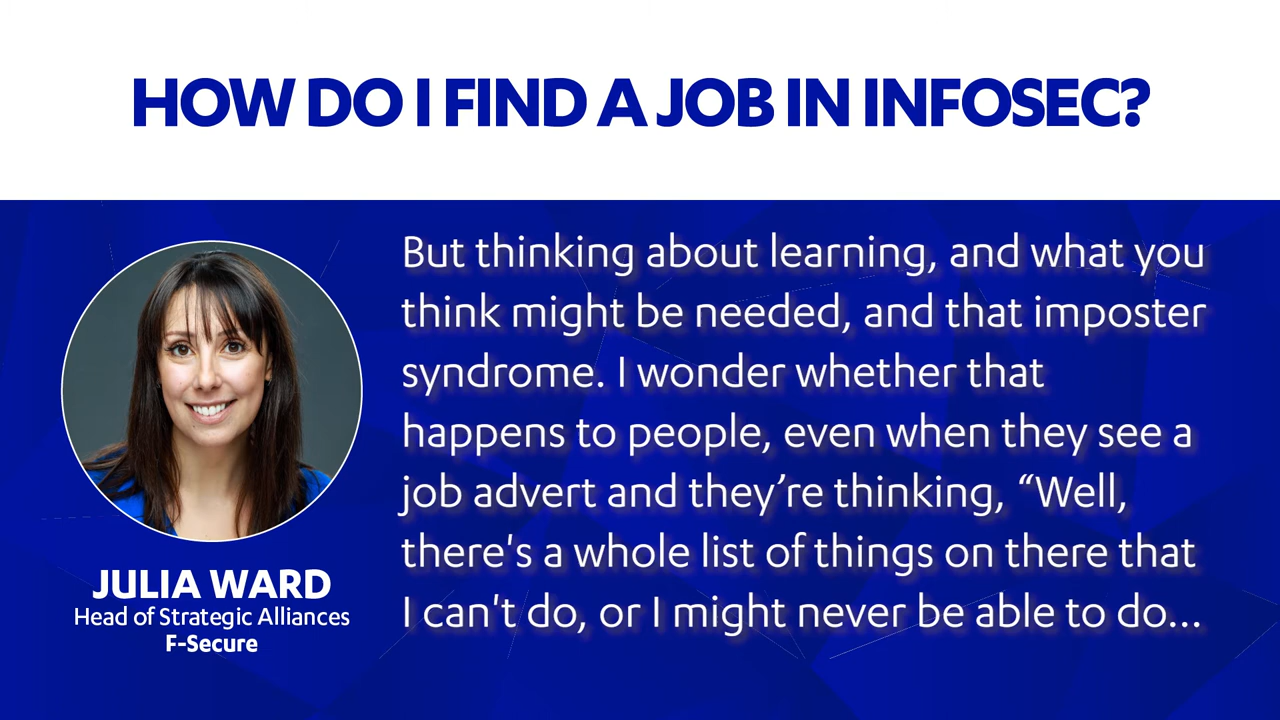 HOW DO I FIND A JOB IN INFOSEC?
But thinking about learning, and what you
think might be needed, and that imposter
syndrome. I wonder whether that
happens to people, even when they see a
job advert and they’re thinking, “Well,
there's a whole list of things on there that
I can't do, or I might never be able to do...
JULIA WARD
Head of Strategic Alliances
F-Secure